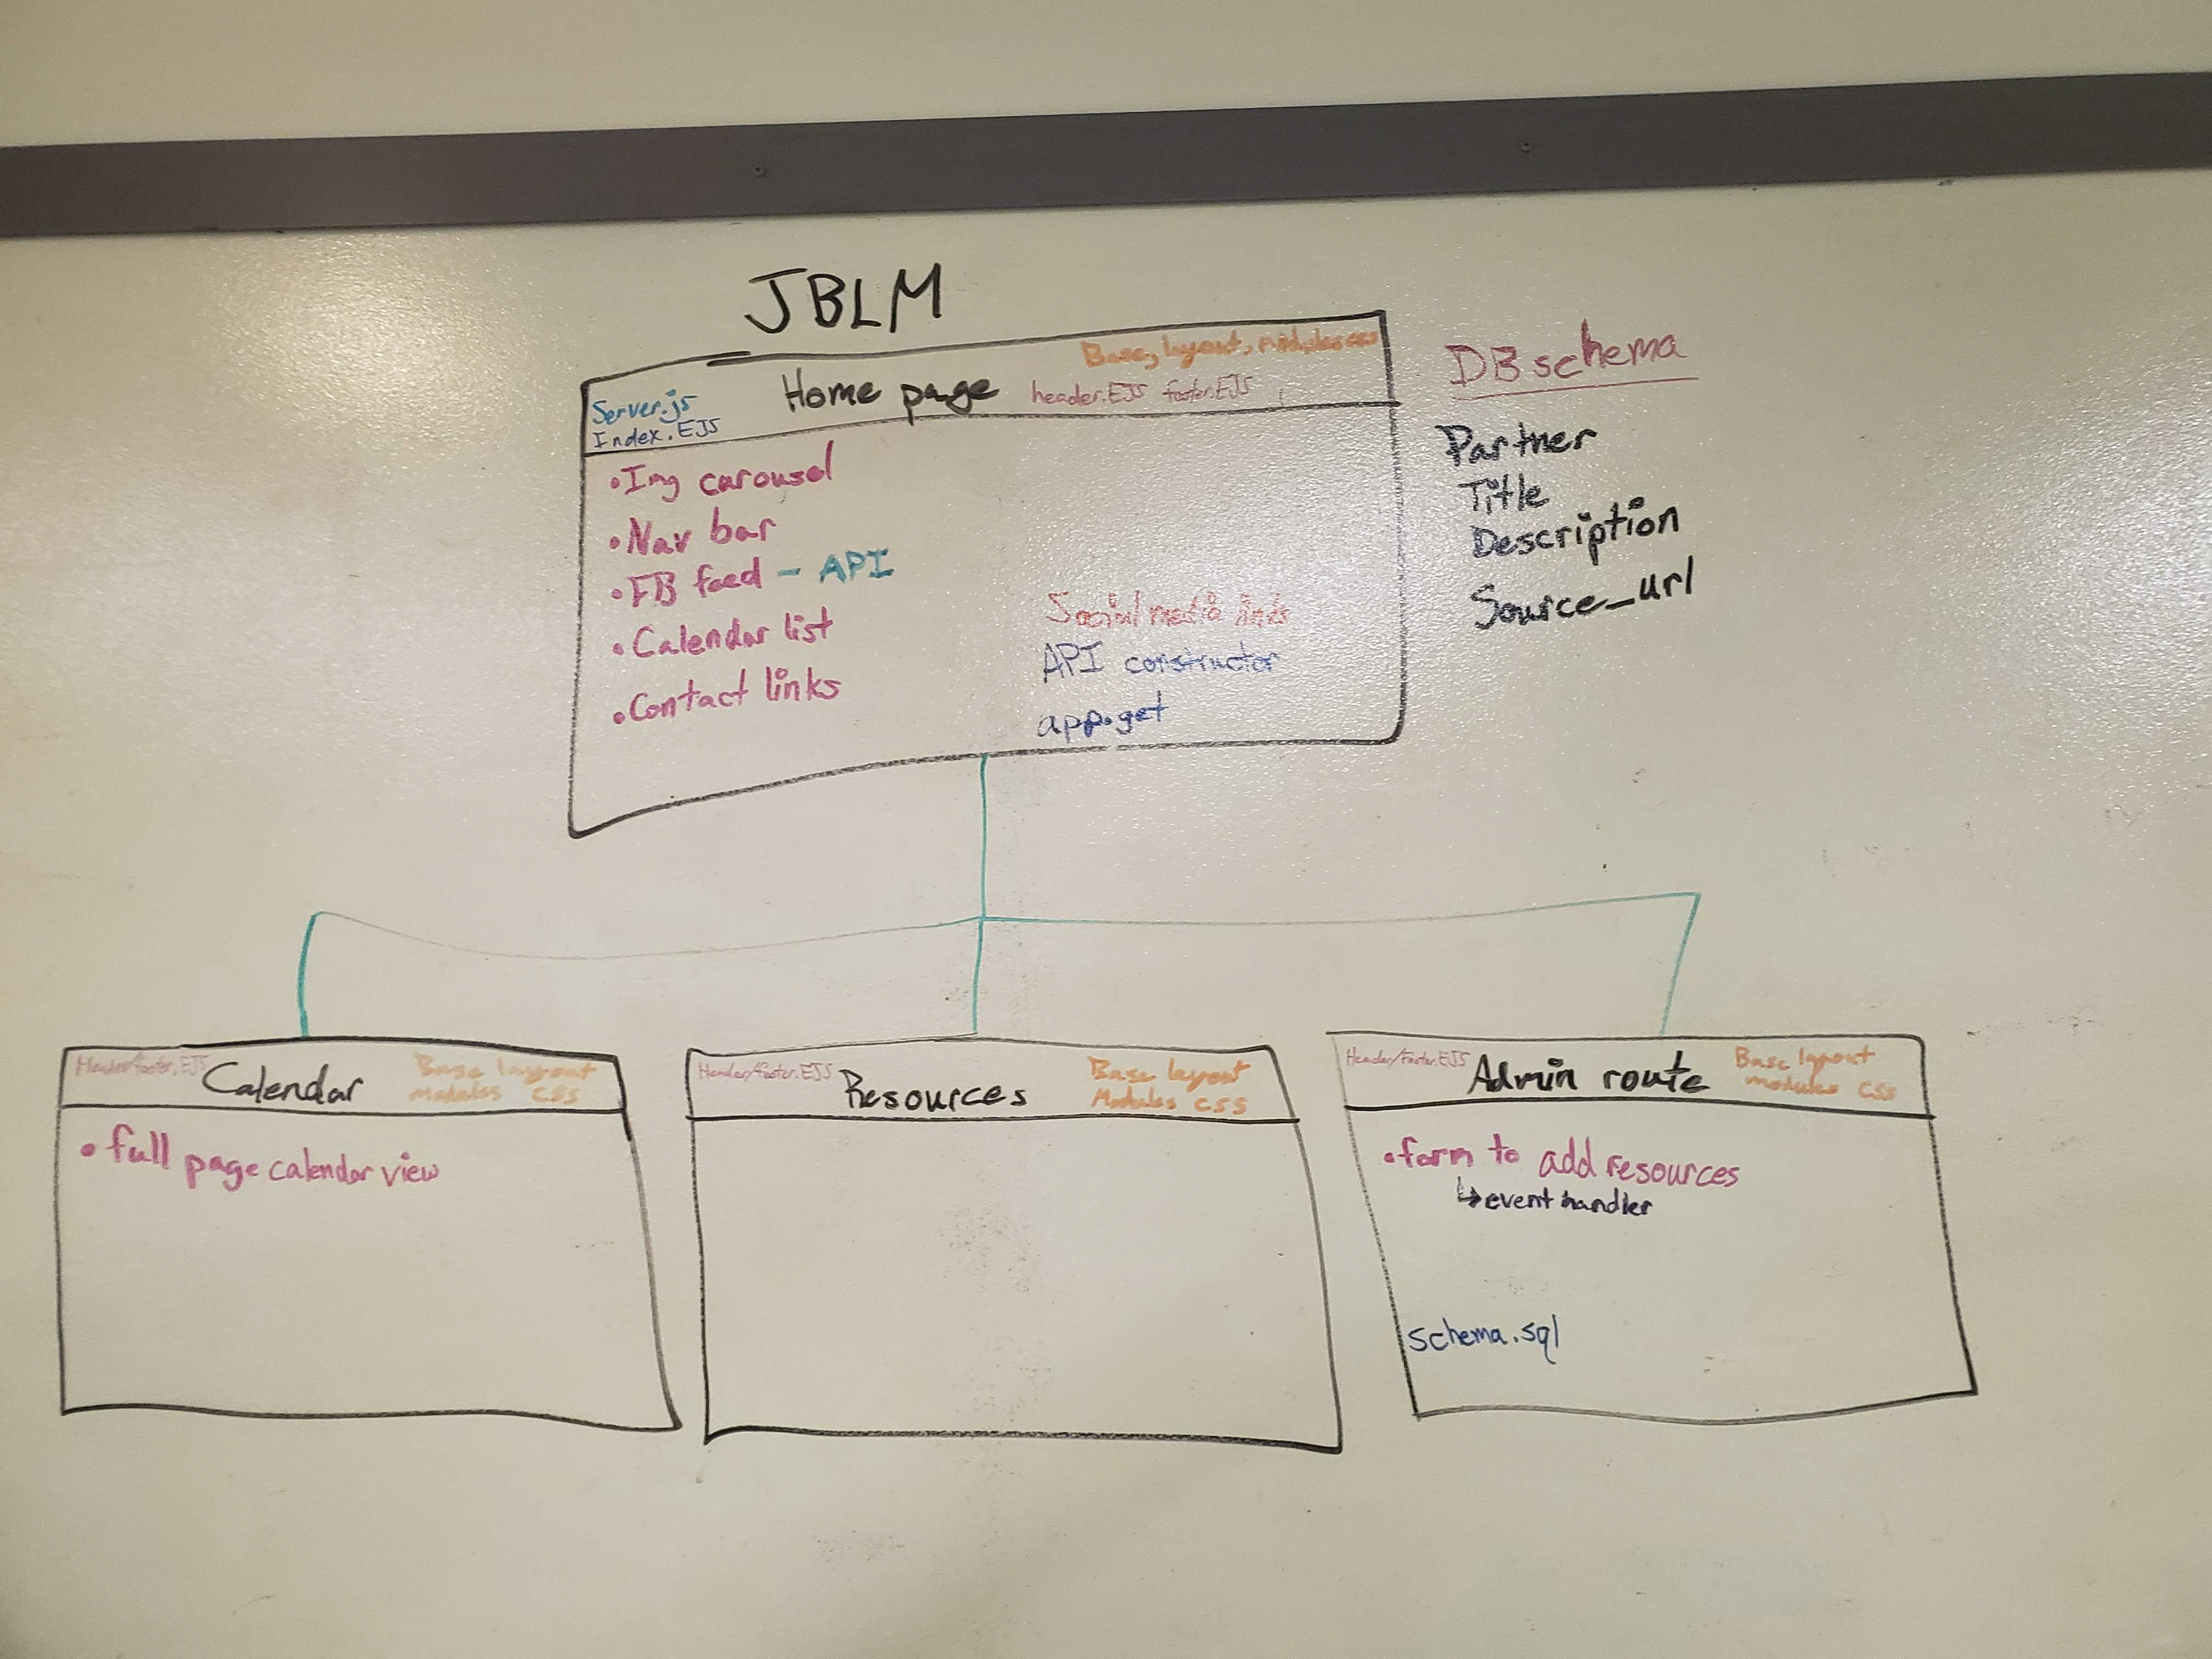 JBLM
Base, layout, modules css
Server.js
Home page
header.EJS footer.EJS
Index.EJS
•Img carousel
•Nav bar
•FB feed - API
•Calendar list
•Contact links
Social media links
API constructor
app.get
DB schema
Partner
Title
Description
Source_url
Header/footer.EJS
Calendar
Base layout
modules css
•full page calendar view
Header/footer.EJS
Resources
Base layout
Modules css
Header/footer.EJS
Admin route
Base layout
modules css
•form to add resources
↳event handler
schema.sql